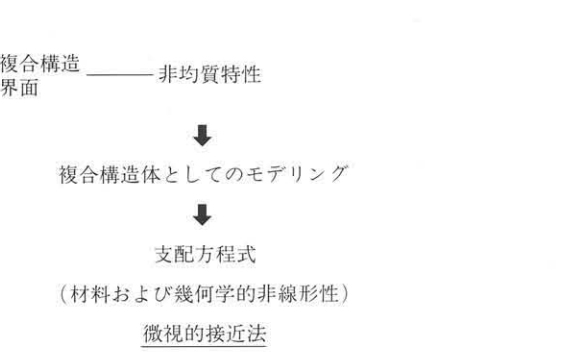 複合構造
界面
非均質特性
複合構造体としてのモデリング
支配方程式
（材料および幾何学的非線形性）
微視的接近法